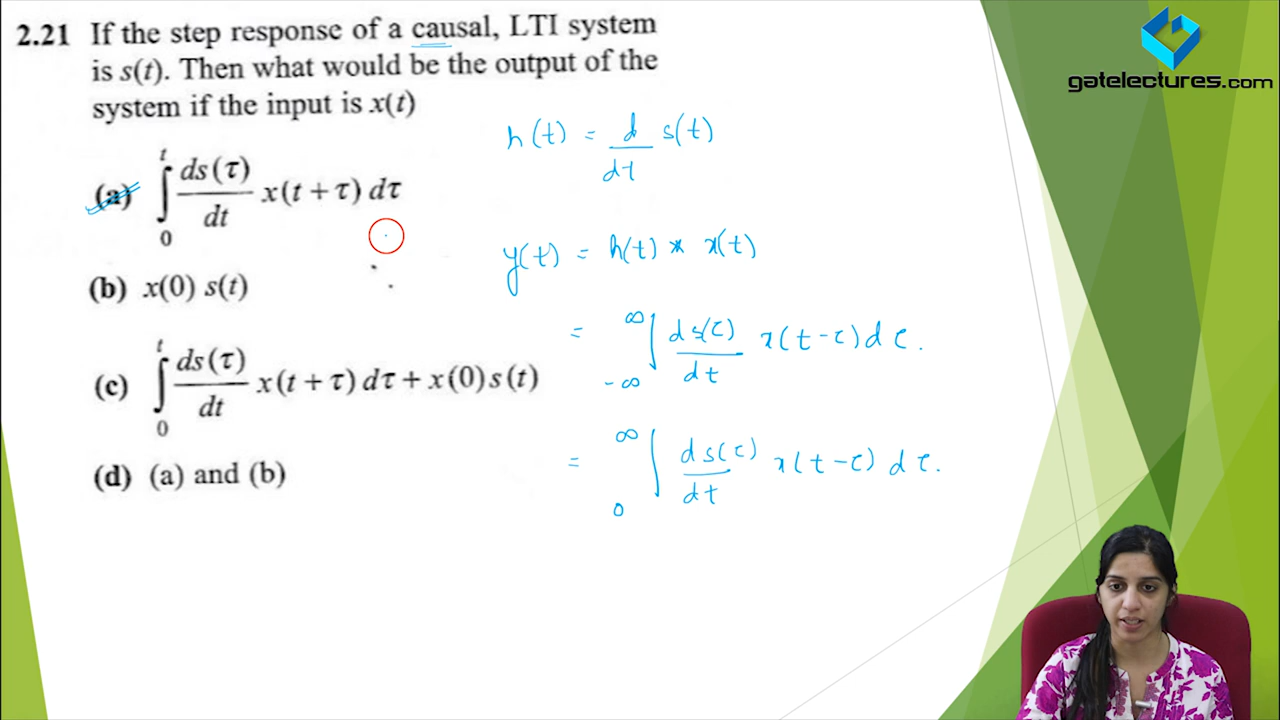 2.21 If the step response of a causal, LTI system
is s(t). Then what would be the output of the
system if the input is x(t)
(a) ∫₀ᵗ ds(τ)/dt x(t + τ) dτ
(b) x(0) s(t)
(c) ∫₀ᵗ ds(τ)/dt x(t + τ) dτ + x(0) s(t)
(d) (a) and (b)
h(t) = d/dt s(t)
y(t) = h(t) * x(t)
= ∫_{-∞}^{∞} ds(τ)/dt x(t-τ)dτ.
= ∫_{0}^{∞} ds(τ)/dt x(t-τ) dτ.
gatelectures.com